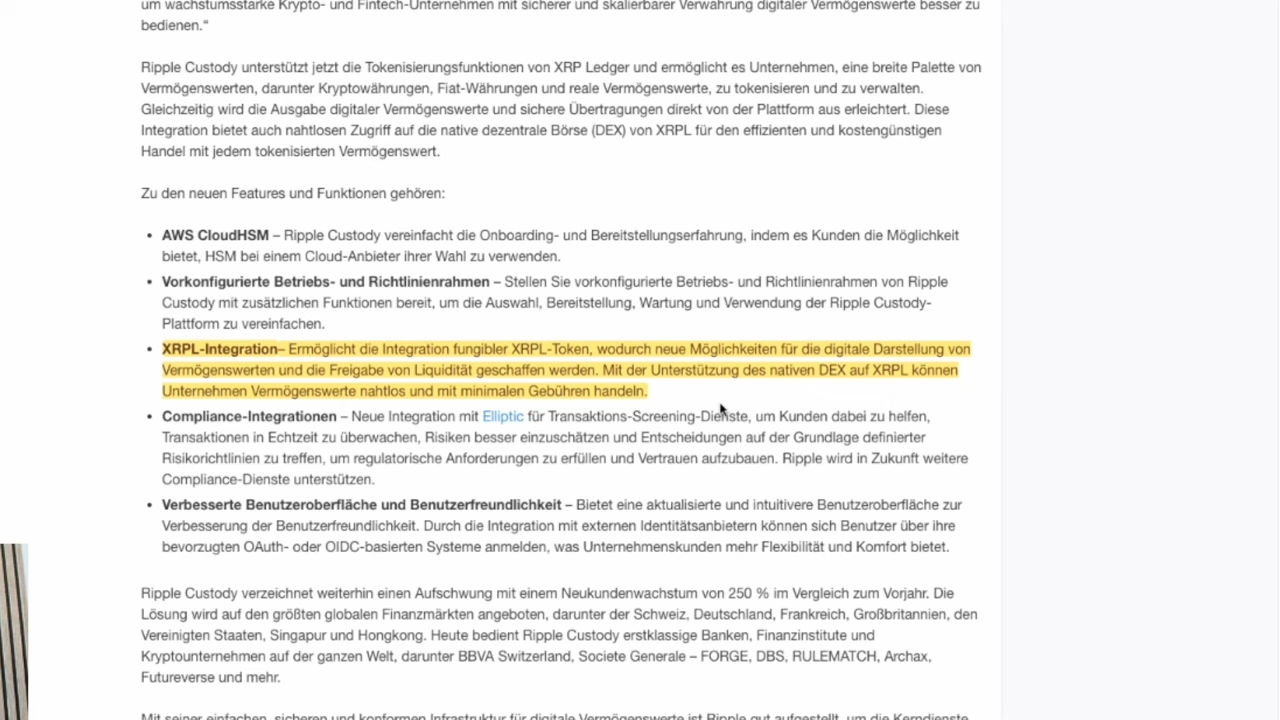 um wachstumsstarke Krypto- und Fintech-Unternehmen mit sicherer und skalierbarer Verwahrung digitaler Vermögenswerte besser zu
bedienen.“
Ripple Custody unterstützt jetzt die Tokenisierungsfunktionen von XRP Ledger und ermöglicht es Unternehmen, eine breite Palette von
Vermögenswerten, darunter Kryptowährungen, Fiat-Währungen und reale Vermögenswerte, zu tokenisieren und zu verwalten.
Gleichzeitig wird die Ausgabe digitaler Vermögenswerte und sichere Übertragungen direkt von der Plattform aus erleichtert. Diese
Integration bietet auch nahtlosen Zugriff auf die native dezentrale Börse (DEX) von XRPL für den effizienten und kostengünstigen
Handel mit jedem tokenisierten Vermögenswert.
Zu den neuen Features und Funktionen gehören:
• AWS CloudHSM – Ripple Custody vereinfacht die Onboarding- und Bereitstellungserfahrung, indem es Kunden die Möglichkeit
bietet, HSM bei einem Cloud-Anbieter ihrer Wahl zu verwenden.
• Vorkonfigurierte Betriebs- und Richtlinienrahmen – Stellen Sie vorkonfigurierte Betriebs- und Richtlinienrahmen von Ripple
Custody mit zusätzlichen Funktionen bereit, um die Auswahl, Bereitstellung, Wartung und Verwendung der Ripple Custody-
Plattform zu vereinfachen.
• XRPL-Integration– Ermöglicht die Integration fungibler XRPL-Token, wodurch neue Möglichkeiten für die digitale Darstellung von
Vermögenswerten und die Freigabe von Liquidität geschaffen werden. Mit der Unterstützung des nativen DEX auf XRPL können
Unternehmen Vermögenswerte nahtlos und mit minimalen Gebühren handeln.
• Compliance-Integrationen – Neue Integration mit Elliptic für Transaktions-Screening-Dienste, um Kunden dabei zu helfen,
Transaktionen in Echtzeit zu überwachen, Risiken besser einzuschätzen und Entscheidungen auf der Grundlage definierter
Risikorichtlinien zu treffen, um regulatorische Anforderungen zu erfüllen und Vertrauen aufzubauen. Ripple wird in Zukunft weitere
Compliance-Dienste unterstützen.
• Verbesserte Benutzeroberfläche und Benutzerfreundlichkeit – Bietet eine aktualisierte und intuitivere Benutzeroberfläche zur
Verbesserung der Benutzerfreundlichkeit. Durch die Integration mit externen Identitätsanbietern können sich Benutzer über ihre
bevorzugten OAuth- oder OIDC-basierten Systeme anmelden, was Unternehmenskunden mehr Flexibilität und Komfort bietet.
Ripple Custody verzeichnet weiterhin einen Aufschwung mit einem Neukundenwachstum von 250 % im Vergleich zum Vorjahr. Die
Lösung wird auf den größten globalen Finanzmärkten angeboten, darunter der Schweiz, Deutschland, Frankreich, Großbritannien, den
Vereinigten Staaten, Singapur und Hongkong. Heute bedient Ripple Custody erstklassige Banken, Finanzinstitute und
Kryptounternehmen auf der ganzen Welt, darunter BBVA Switzerland, Societe Generale – FORGE, DBS, RULEMATCH, Archax,
Futureverse und mehr.
Mit seiner einfachen, sicheren und konformen Infrastruktur für digitale Vermögenswerte ist Ripple gut aufgestellt, um die Kerndienste